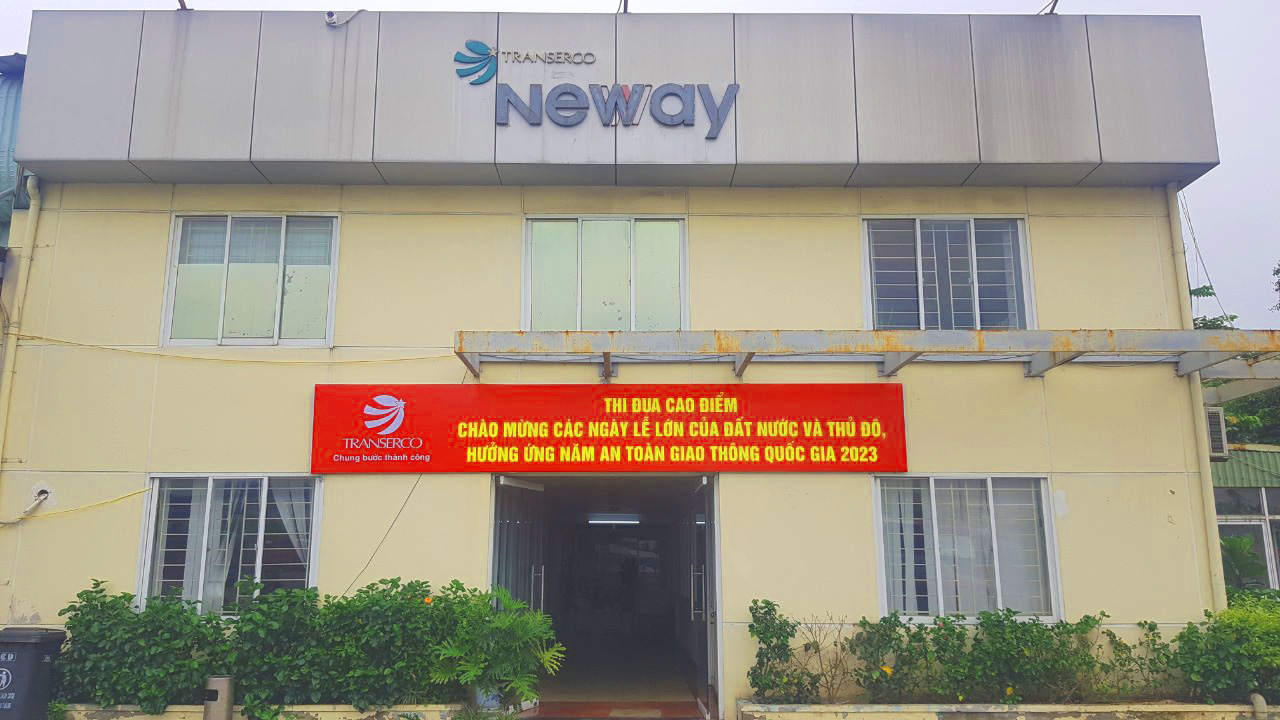 TRANSERCO
Neway
THI ĐUA CAO ĐIỂM
CHÀO MỪNG CÁC NGÀY LỄ LỚN CỦA ĐẤT NƯỚC VÀ THỦ ĐÔ,
HƯỞNG ỨNG NĂM AN TOÀN GIAO THÔNG QUỐC GIA 2023
TRANSERCO
Chung bước thành công